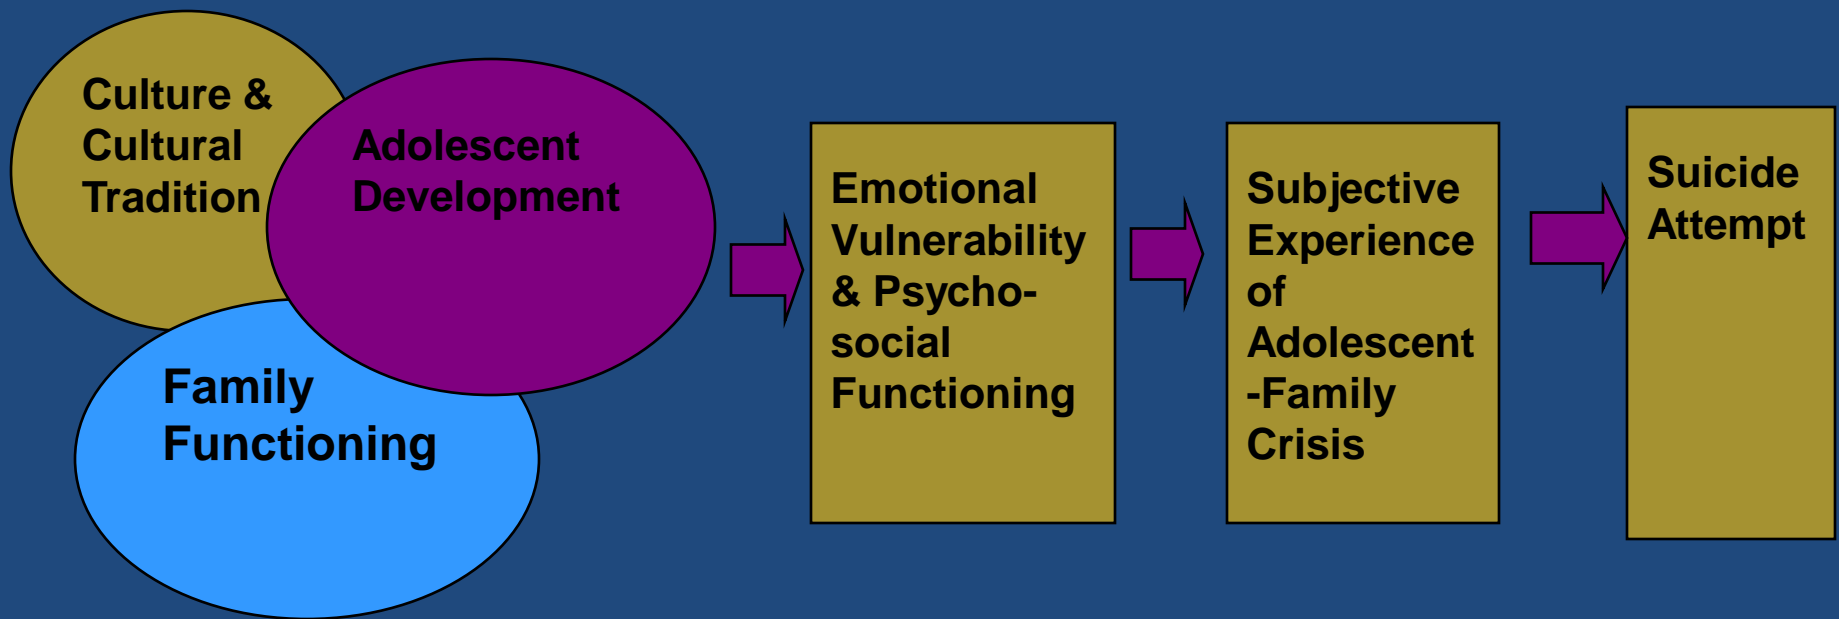 Culture &
Cultural
Tradition
Adolescent
Development
Family
Functioning
Emotional
Vulnerability
& Psycho-
social
Functioning
Subjective
Experience
of
Adolescent
-Family
Crisis
Suicide
Attempt